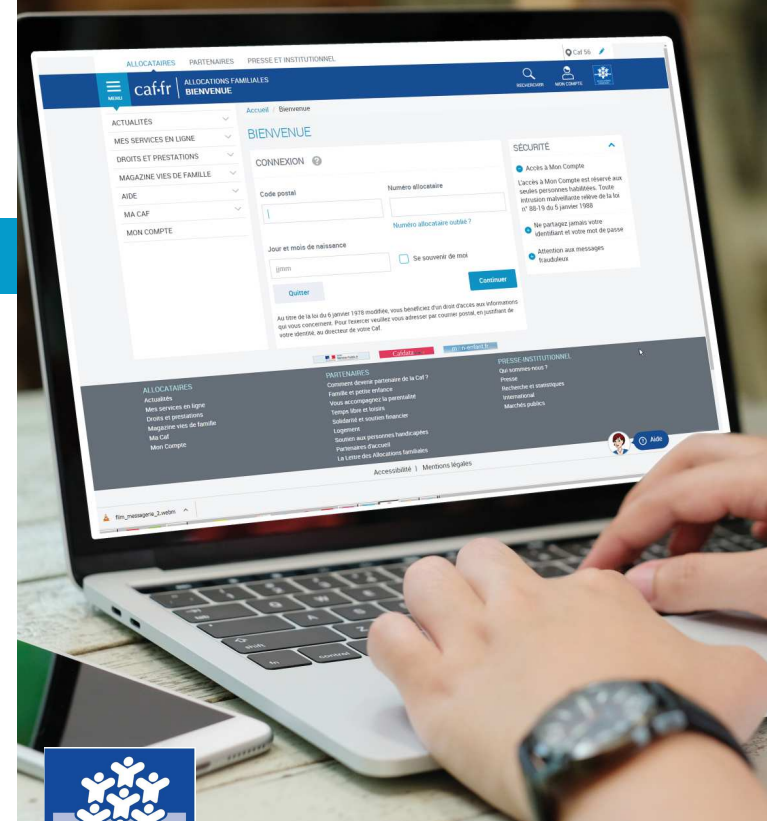 ALLOCATAIRES PARTENAIRES PRESSE ET INSTITUTIONNEL
Caf 56
MENU
caf.fr
ALLOCATIONS FAMILIALES
BIENVENUE
RECHERCHER
MON COMPTE
ACTUALITÉS
MES SERVICES EN LIGNE
DROITS ET PRESTATIONS
MAGAZINE VIES DE FAMILLE
AIDE
MA CAF
MON COMPTE
Accueil / Bienvenue
BIENVENUE
CONNEXION
Code postal
Numéro allocataire
Numéro allocataire oublié ?
Jour et mois de naissance
jjmm
Se souvenir de moi
Quitter
Continuer
Au titre de la loi du 6 janvier 1978 modifiée, vous bénéficiez d'un droit d'accès aux informations
qui vous concernent. Pour l'exercer veuillez vous adresser par courrier postal, en justifiant de
votre identité, au directeur de votre Caf.
SÉCURITÉ
Accès à Mon Compte
L'accès à Mon Compte est réservé aux
seules personnes habilitées. Toute
intrusion malveillante relève de la loi
n° 88-19 du 5 janvier 1988
Ne partagez jamais votre
identifiant et votre mot de passe
Attention aux messages
frauduleux
Cafdata
ALLOCATAIRES
Actualités
Mes services en ligne
Droits et prestations
Magazine vies de famille
Ma Caf
Mon Compte
PARTENAIRES
Comment devenir partenaire de la Caf ?
Famille et petite enfance
Vous accompagnez la parentalité
Temps libre et loisirs
Solidarité et soutien financier
Logement
Soutien aux personnes handicapées
Partenaires d'accueil
La Lettre des Allocations familiales
PRESSE-INSTITUTIONNEL
Qui sommes-nous ?
Presse
Recherche et statistiques
International
Marchés publics
Aide
Accessibilité | Mentions légales
film_messagerie_2.webm
shift
fn
control